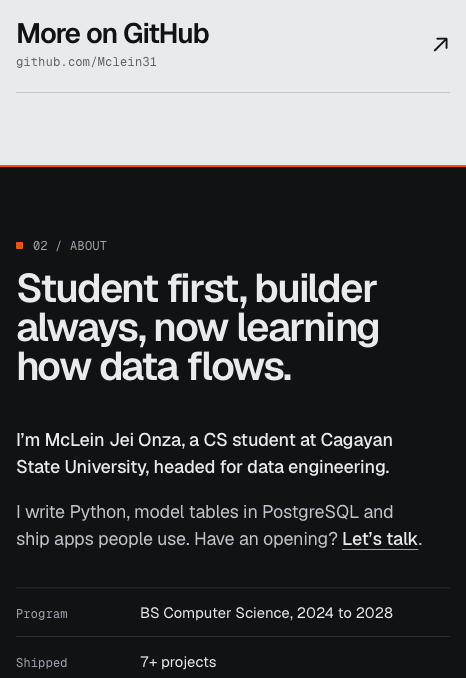 More on GitHub
github.com/Mclein31
02 / ABOUT
Student first, builder
always, now learning
how data flows.
I’m McLein Jei Onza, a CS student at Cagayan
State University, headed for data engineering.
I write Python, model tables in PostgreSQL and
ship apps people use. Have an opening? Let’s talk.
Program BS Computer Science, 2024 to 2028
Shipped 7+ projects